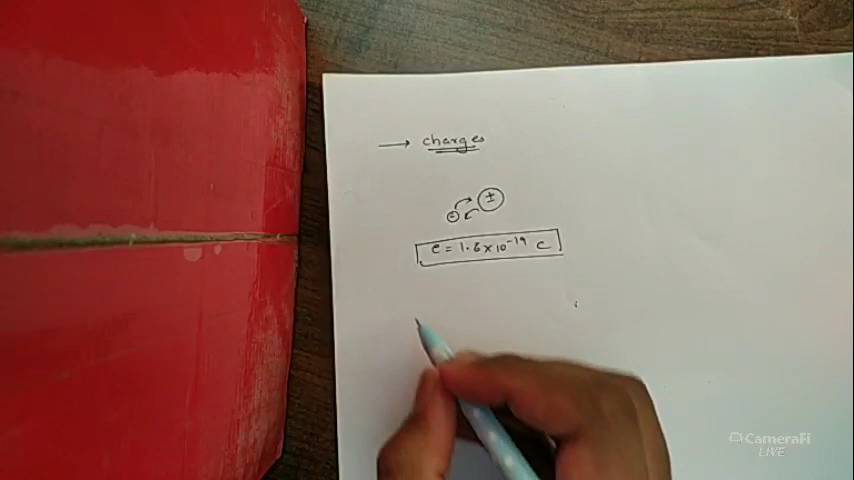 → charges
- ±
e = 1.6×10⁻¹⁹ C
CameraFi
LIVE